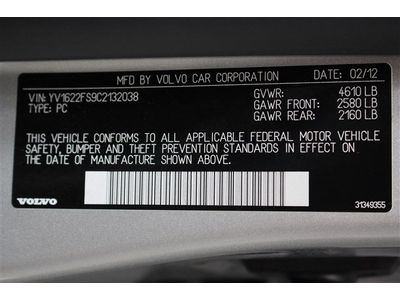 MFD BY VOLVO CAR CORPORATION DATE: 02/12
VIN: YV1622FS9C2132038 GVWR: 4610 LB
TYPE: PC GAWR FRONT: 2580 LB
GAWR REAR: 2160 LB
THIS VEHICLE CONFORMS TO ALL APPLICABLE FEDERAL MOTOR VEHICLE
SAFETY, BUMPER AND THEFT PREVENTION STANDARDS IN EFFECT ON
THE DATE OF MANUFACTURE SHOWN ABOVE.
VOLVO 31349355